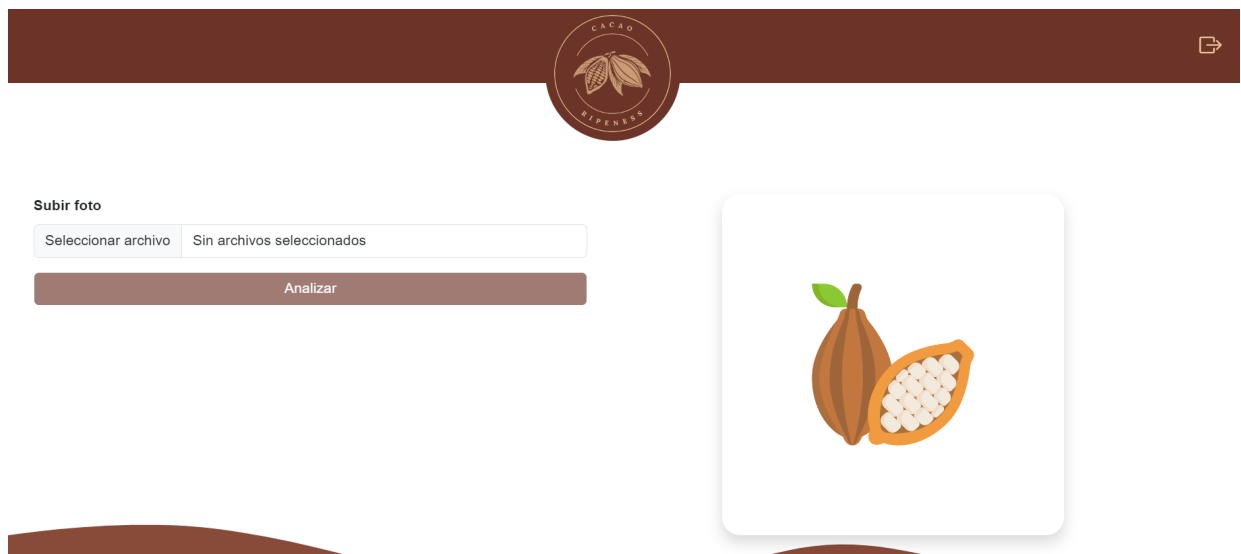 CACAO
RIPENESS
Subir foto
Seleccionar archivo Sin archivos seleccionados
Analizar